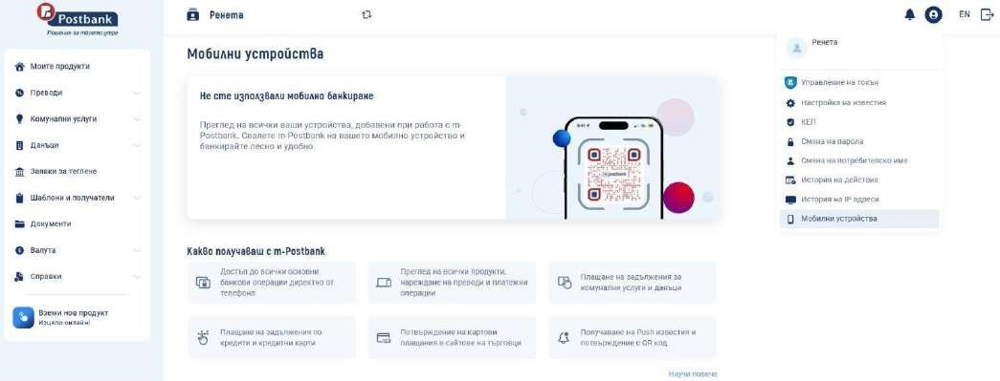 Postbank
Решения за твоето утре
Моите продукти
Преводи
Комунални услуги
Данъци
Заявки за теглене
Шаблони и получатели
Документи
Валута
Справки
Вземи нов продукт
Изцяло онлайн!
Ренета
EN
Мобилни устройства
Не сте използвали мобилно банкиране
Преглед на всички ваши устройства, добавени при работа с m-
Postbank. Свалете m-Postbank на вашето мобилно устройство и
банкирайте лесно и удобно.
m-postbank
Какво получаваш с m-Postbank
Достъп до всички основни
банкови операции директно от
телефона
Преглед на всички продукти,
нареждане на преводи и платежни
операции
Плащане на задължения за
комунални услуги и данъци
Плащане на задължения по
кредити и кредитни карти
Потвърждение на картови
плащания в сайтове на търговци
Получаване на Push известия и
потвърждение с QR код
Научи повече
Ренета
Управление на токън
Настройка на известия
КЕП
Смяна на парола
Смяна на потребителско име
История на действия
История на IP адреси
Мобилни устройства